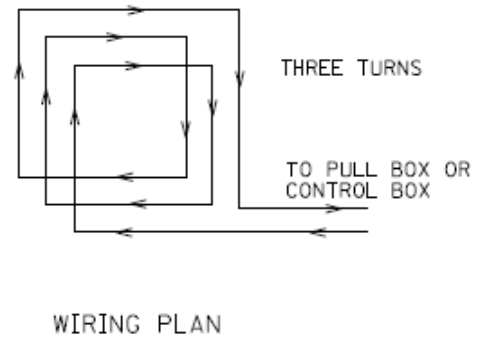 THREE TURNS
TO PULL BOX OR
CONTROL BOX
WIRING PLAN